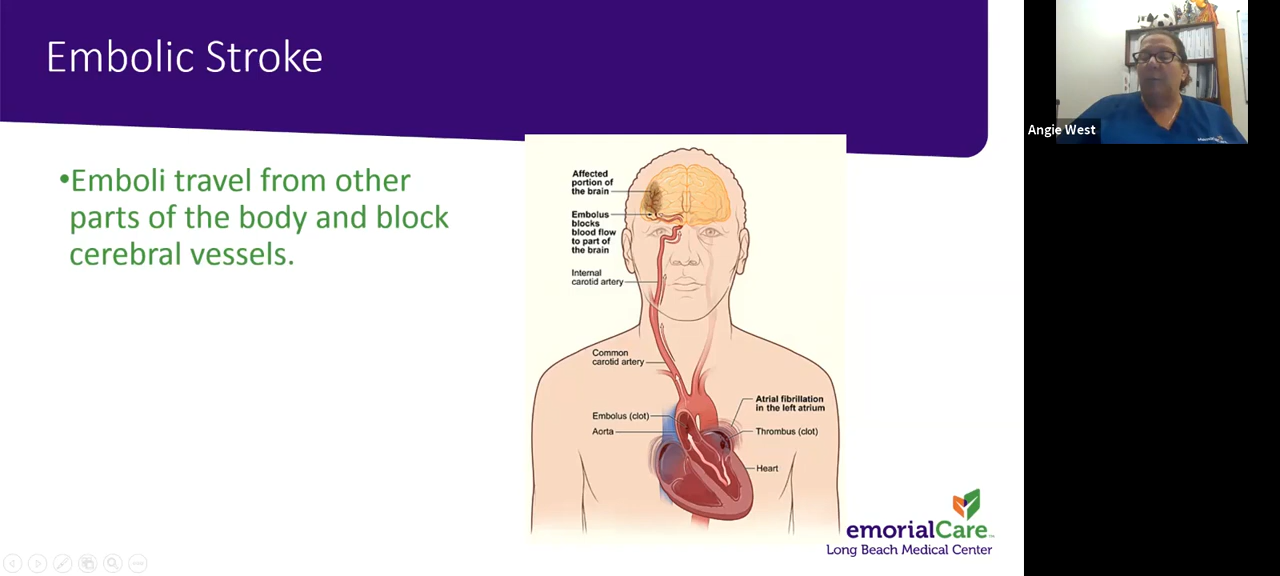 Embolic Stroke
•Emboli travel from other
parts of the body and block
cerebral vessels.
Affected
portion of
the brain
Embolus
blocks
blood flow
to part of
the brain
Internal
carotid artery
Common
carotid artery
Embolus (clot)
Aorta
Atrial fibrillation
in the left atrium
Thrombus (clot)
Heart
emorialCare
Long Beach Medical Center
Angie West